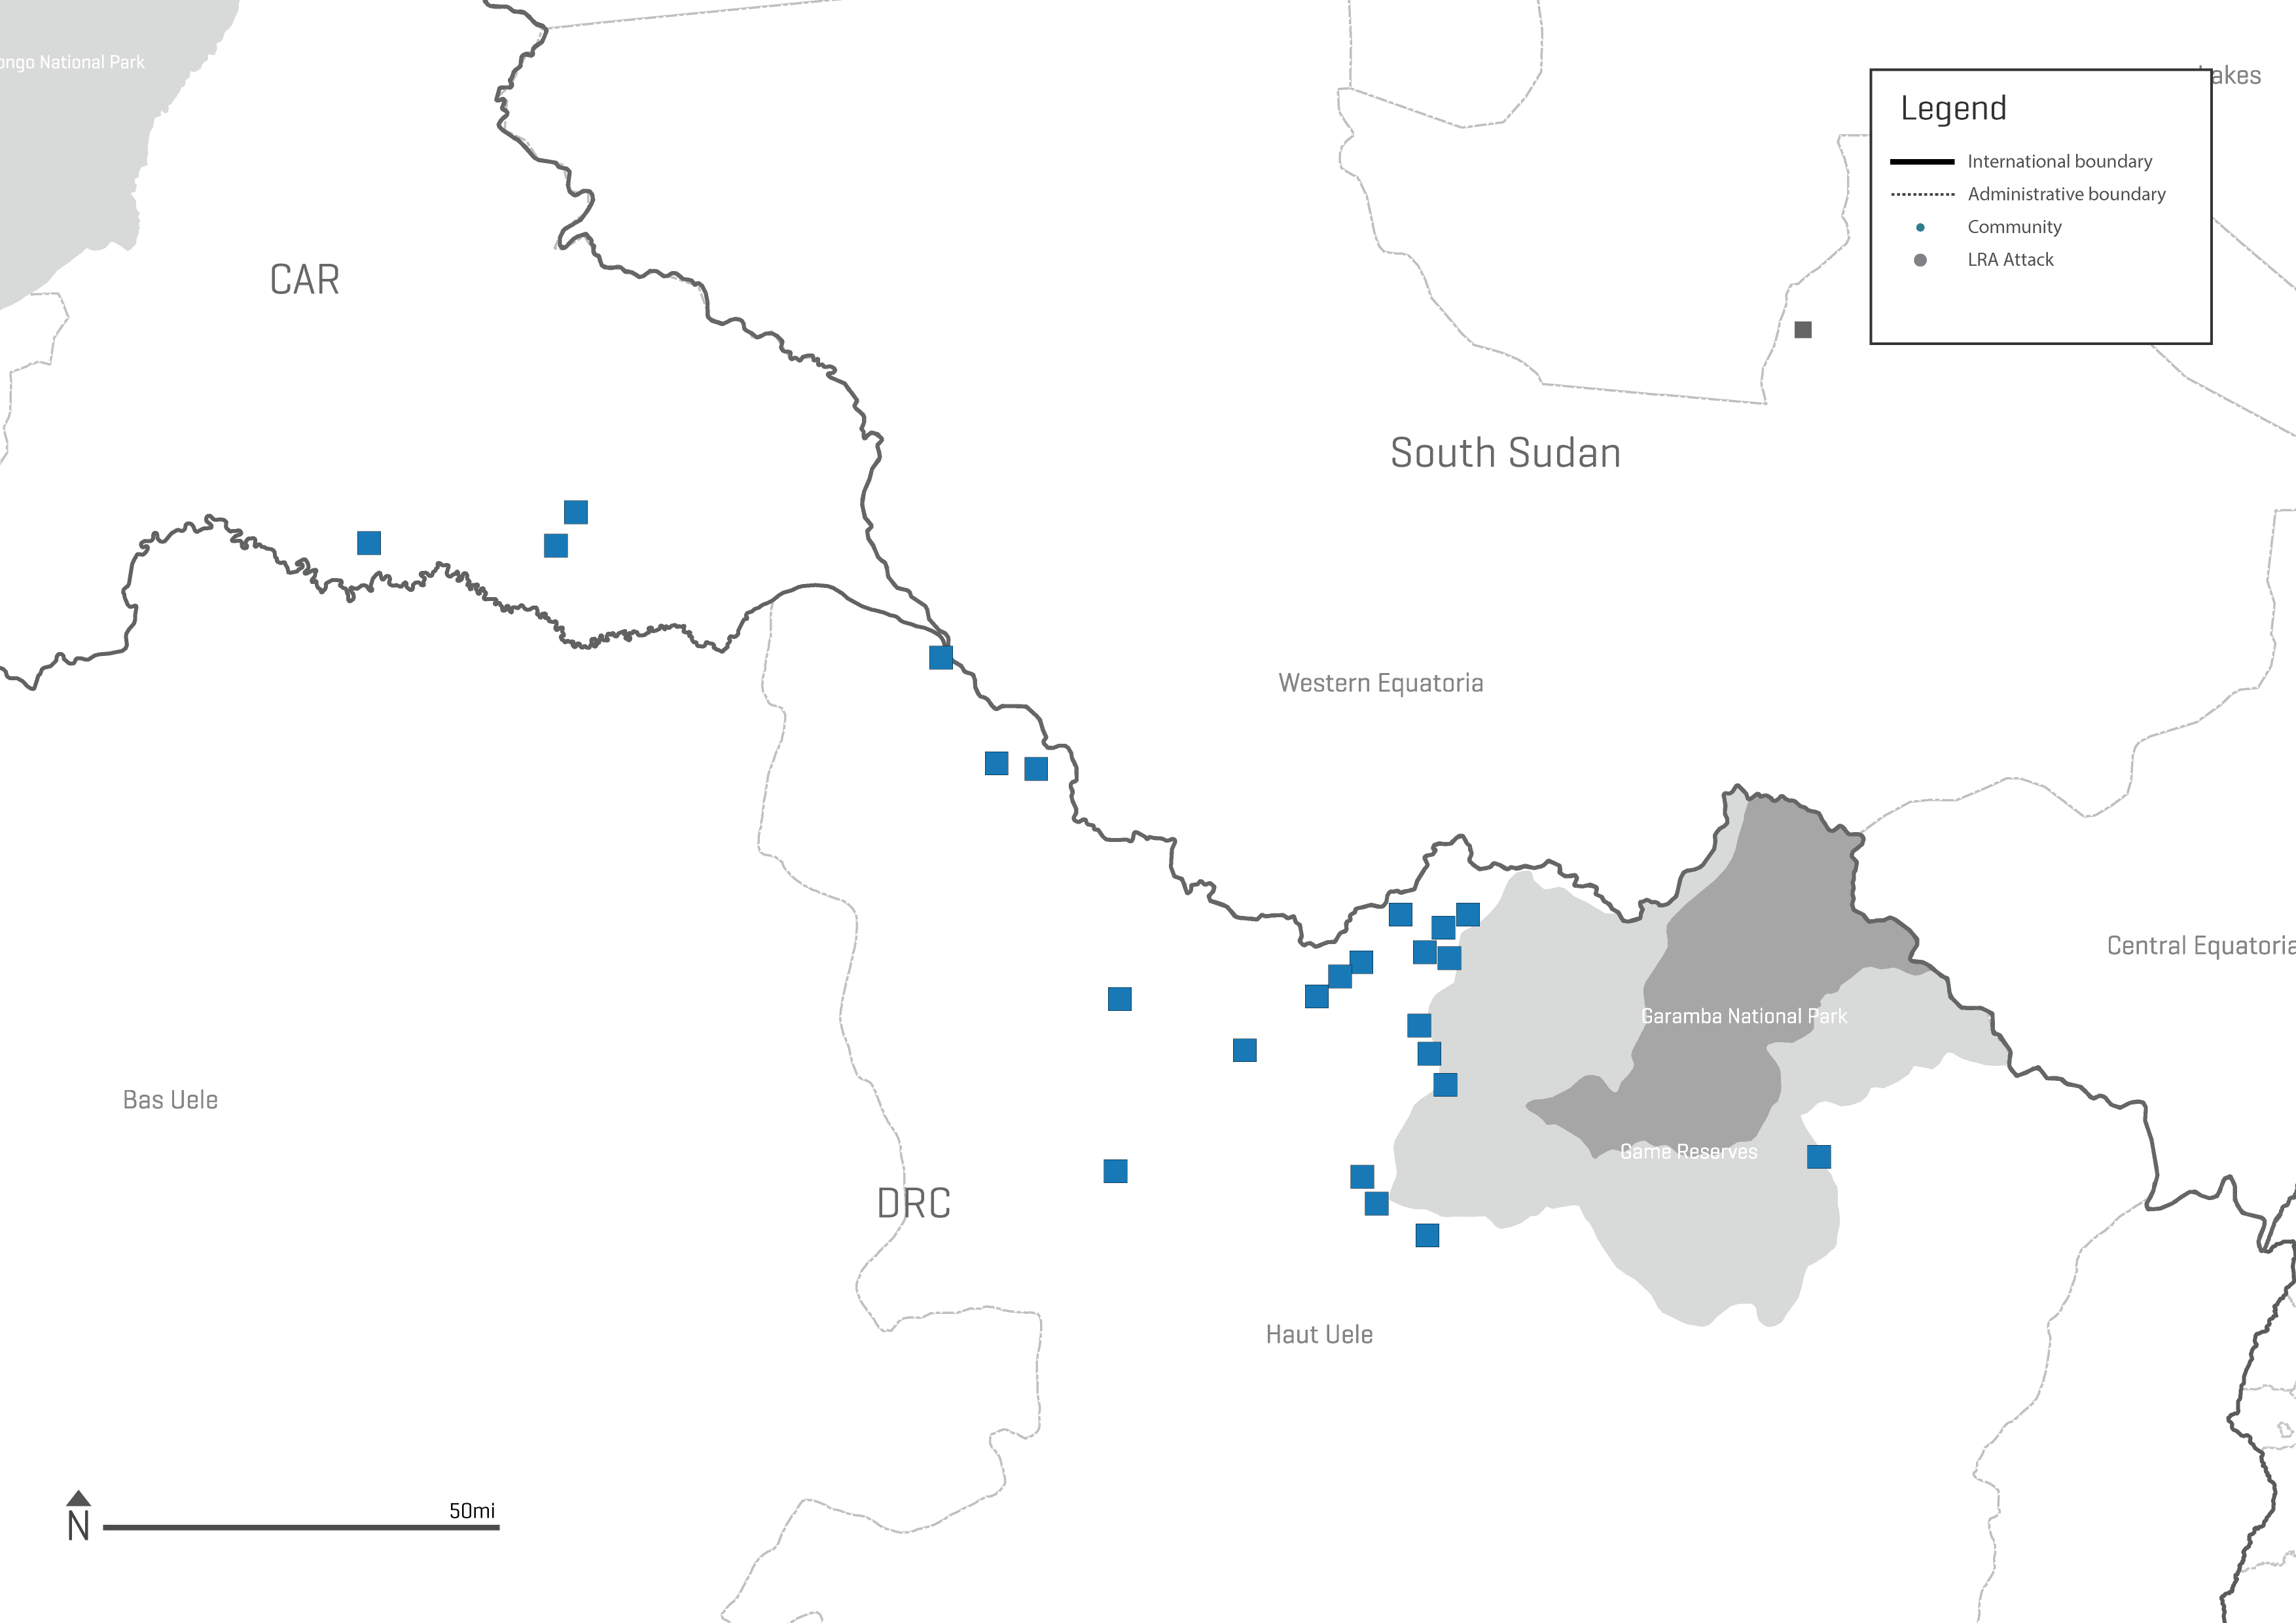 ongo National Park
akes
Legend
International boundary
Administrative boundary
Community
LRA Attack
CAR
South Sudan
Western Equatoria
Central Equatoria
Garamba National Park
Bas Uele
Game Reserves
DRC
Haut Uele
50mi
N